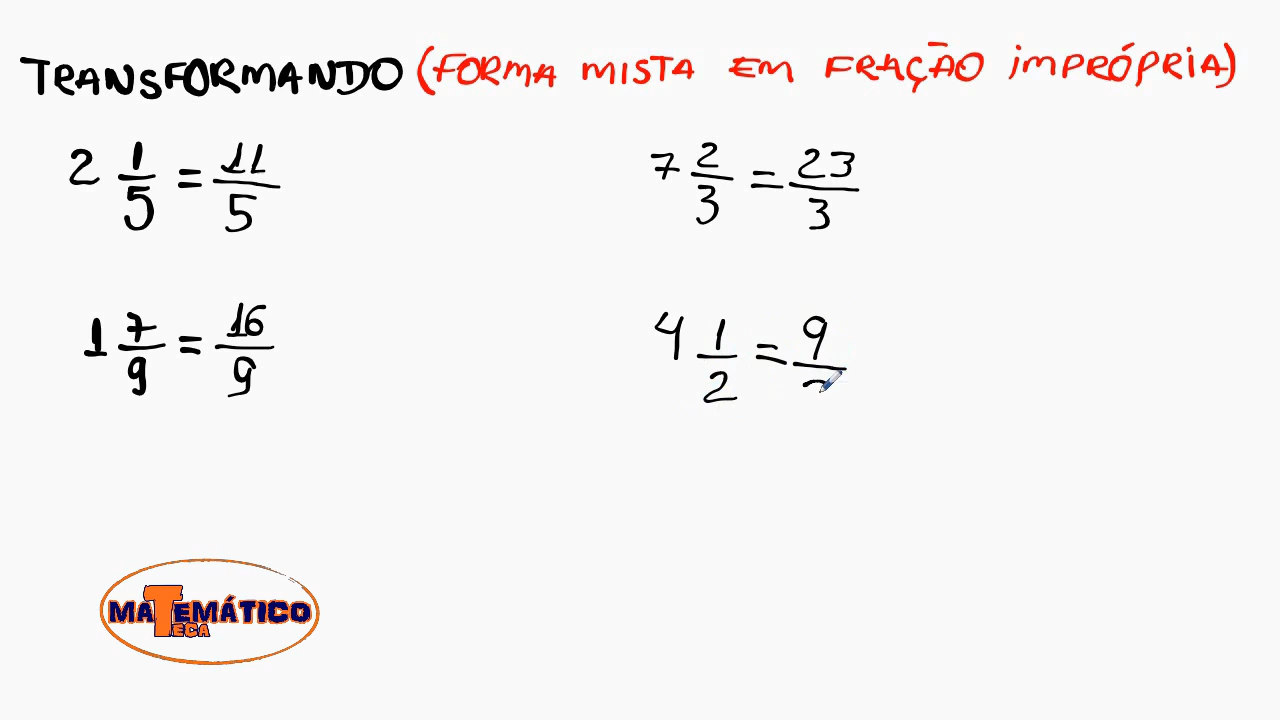 TRANSFORMANDO (FORMA MISTA EM FRAÇÃO IMPRÓPRIA)
2 1/5 = 11/5
7 2/3 = 23/3
1 7/9 = 16/9
4 1/2 = 9/
MATEMÁTICO
TECA